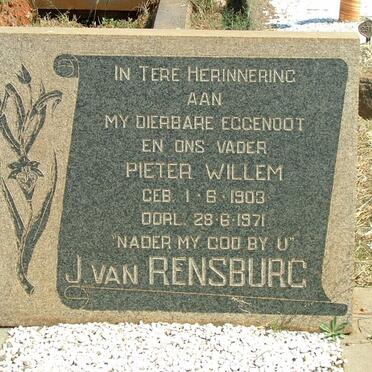 IN TERE HERINNERING
AAN
MY DIERBARE EGGENOOT
EN ONS VADER
PIETER WILLEM
GEB. 1-6-1903
OORL. 28-6-1971
"NADER MY GOD BY U"
J. VAN RENSBURG